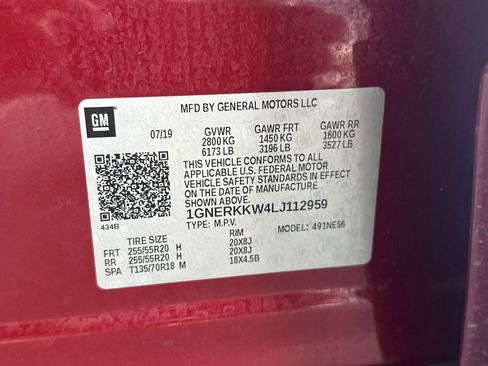 MFD BY GENERAL MOTORS LLC
GM
07/19 GVWR GAWR FRT GAWR RR
2800 KG 1450 KG 1600 KG
6173 LB 3196 LB 3527 LB
THIS VEHICLE CONFORMS TO ALL
APPLICABLE U.S. FEDERAL MOTOR
VEHICLE SAFETY STANDARDS IN EFFECT
ON THE DATE OF MANUFACTURE
SHOWN ABOVE.
1GNERKKW4LJ112959
434B
TYPE: M.P.V. MODEL: 491NE56
TIRE SIZE RIM
FRT 255/55R20 H 20X8J
RR 255/55R20 H 20X8J
SPA T135/70R18 M 18X4.5B